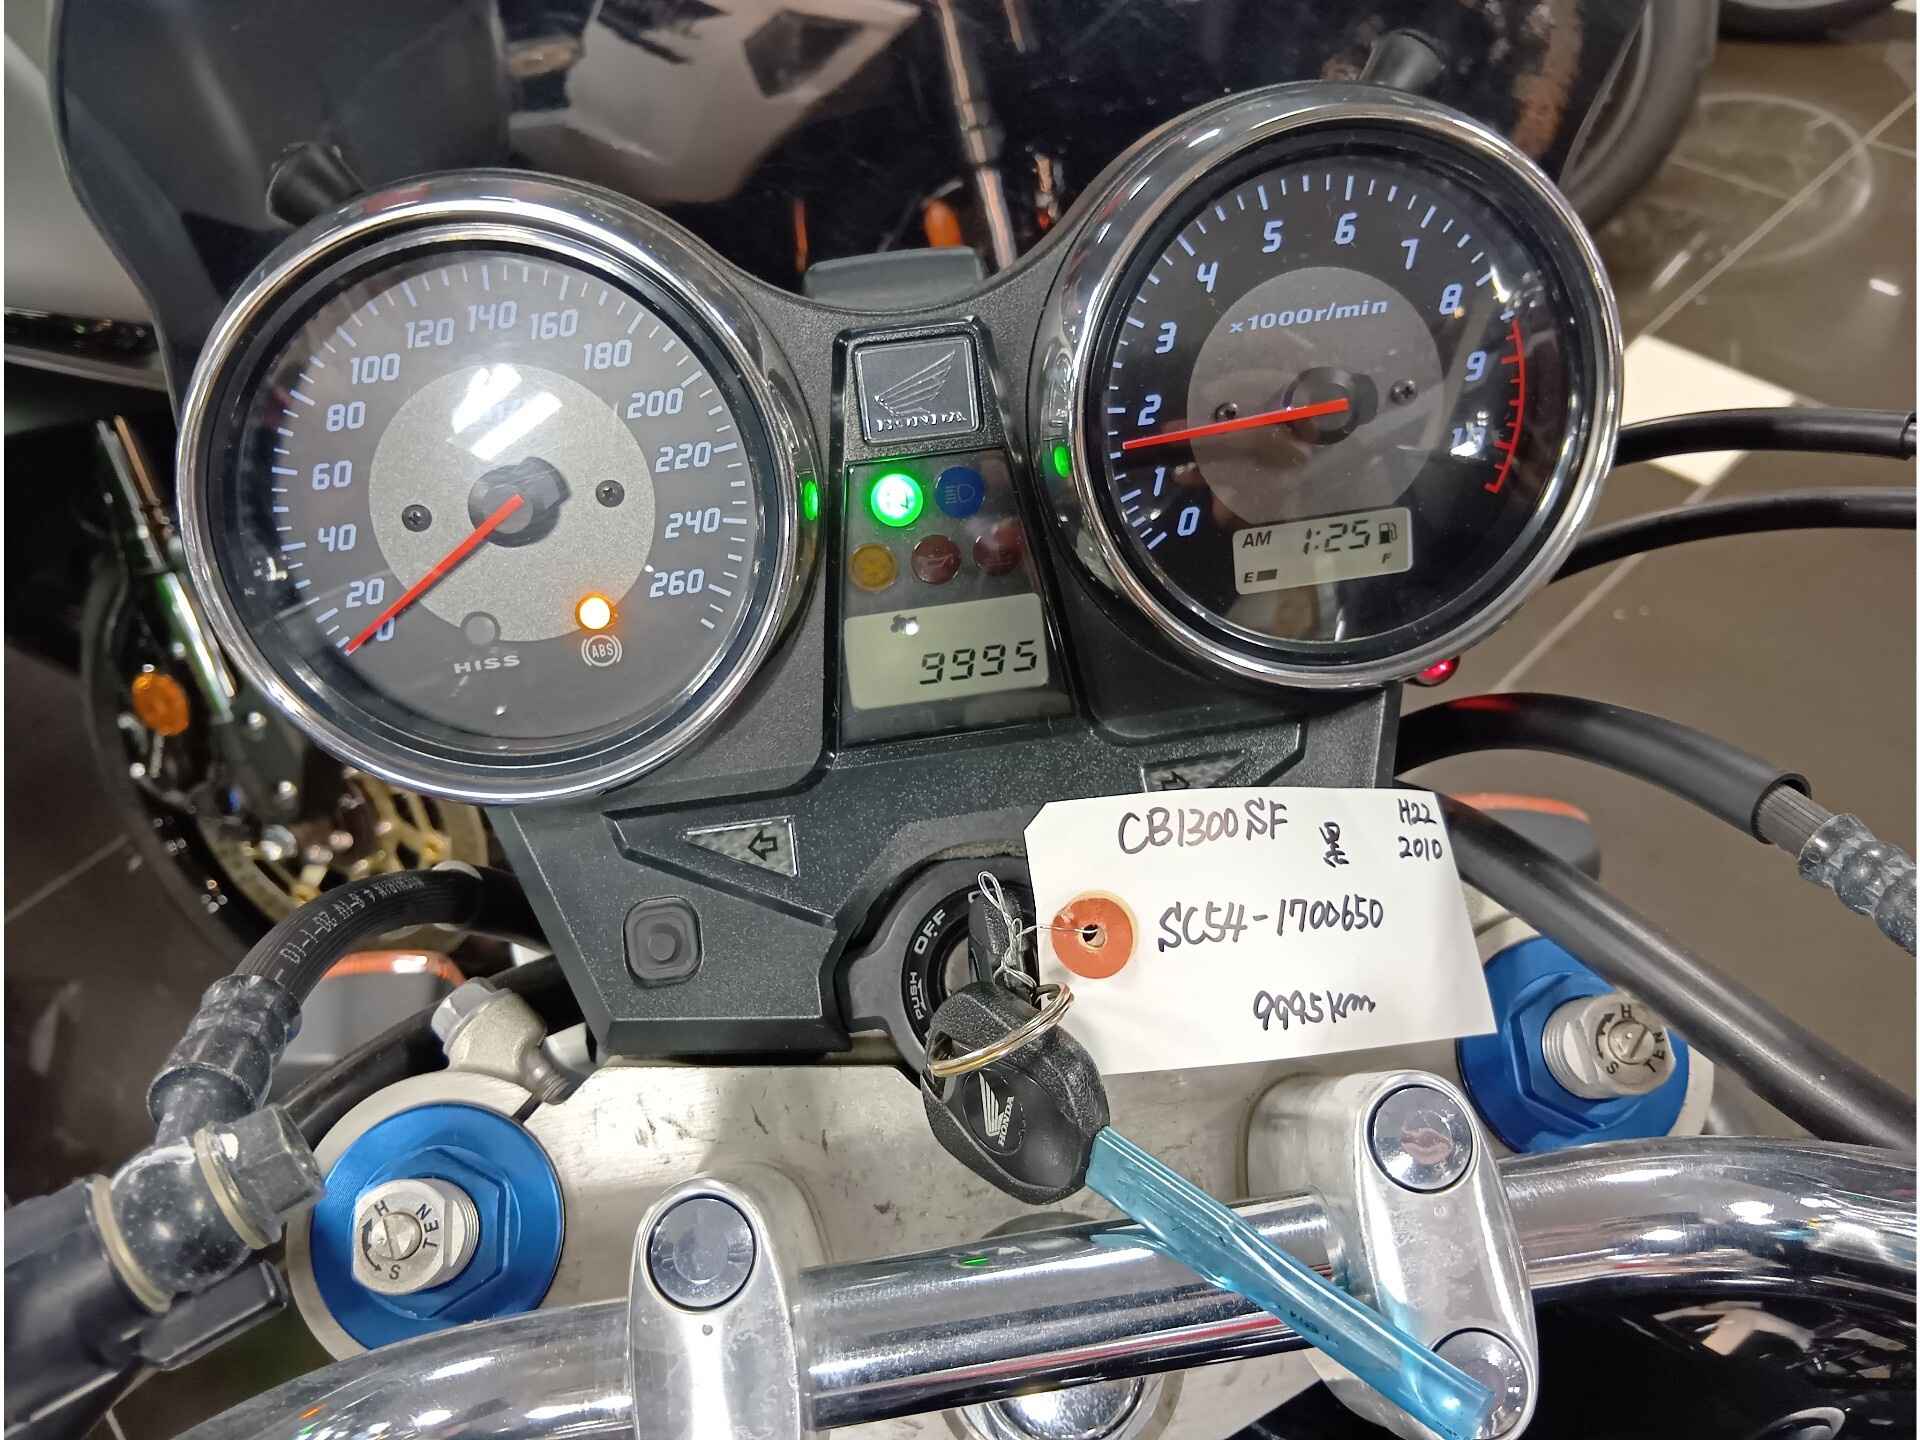 0
20
40
60
80
100
120
140
160
180
200
220
240
260
HISS
ABS
HONDA
9995
0
1
2
3
4
5
6
7
8
9
×1000r/min
AM 1:25
E F
CB1300SF
H22
2010
SC54-1700650
9995km
OFF
PUSH
HONDA
H
TEN
S
H
TEN
S